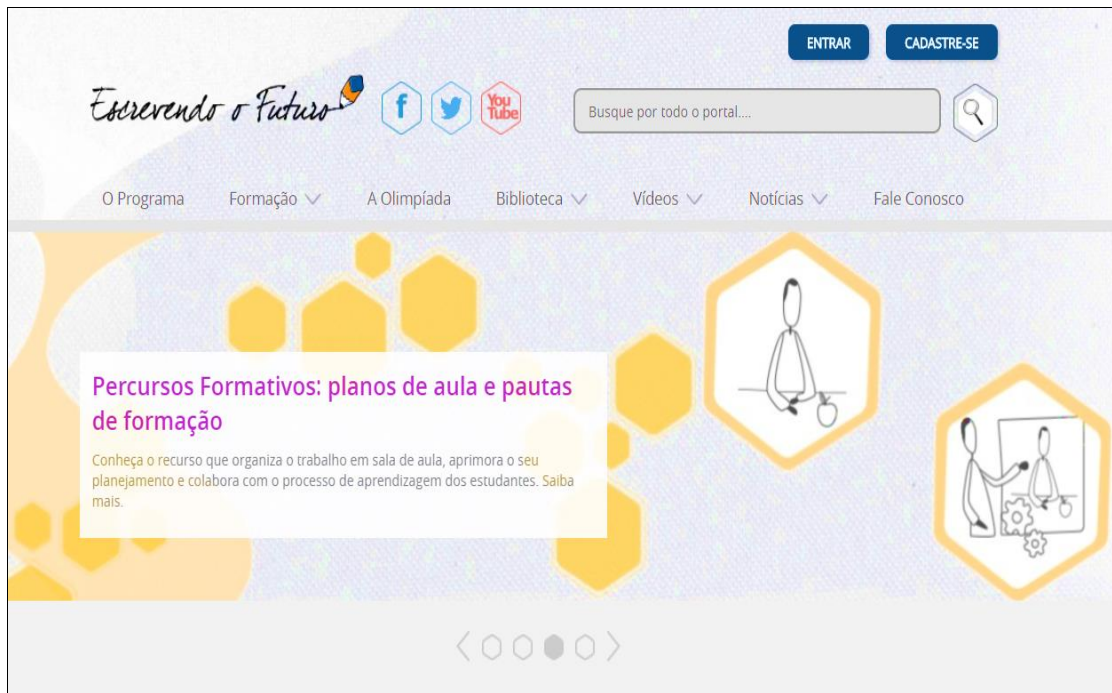 ENTRAR CADASTRE-SE
Escrevendo o Futuro
f
You
Tube
Busque por todo o portal....
O Programa Formação A Olimpíada Biblioteca Vídeos Notícias Fale Conosco
Percursos Formativos: planos de aula e pautas
de formação
Conheça o recurso que organiza o trabalho em sala de aula, aprimora o seu
planejamento e colabora com o processo de aprendizagem dos estudantes. Saiba
mais.